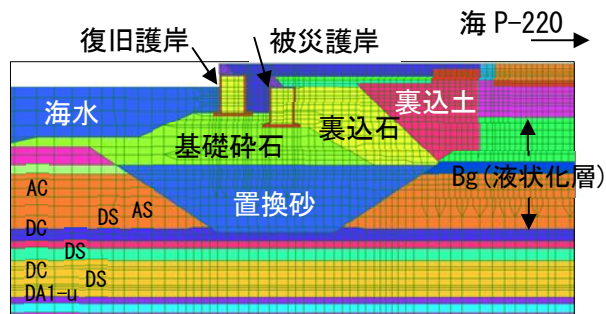 海 P-220
復旧護岸
被災護岸
海水
裏込土
裏込石
基礎砕石
Bg(液状化層)
置換砂
AC
DS
AS
DC
DS
DC
DS
DA1-u